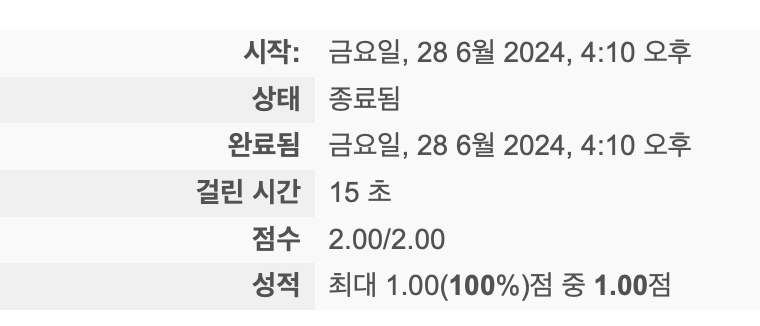 시작: 금요일, 28 6월 2024, 4:10 오후
상태 종료됨
완료됨 금요일, 28 6월 2024, 4:10 오후
걸린 시간 15 초
점수 2.00/2.00
성적 최대 1.00(100%)점 중 1.00점